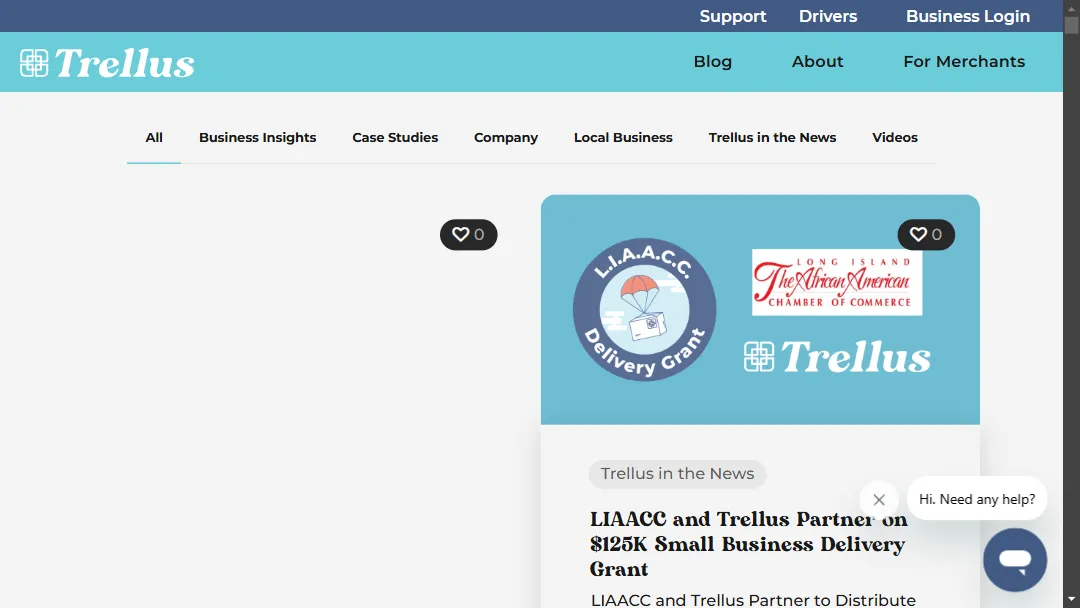 Support Drivers Business Login
Trellus Blog About For Merchants
All Business Insights Case Studies Company Local Business Trellus in the News Videos
0
0
L.I.A.A.C.C.
Delivery Grant
LONG ISLAND
The African American
CHAMBER OF COMMERCE
Trellus
Trellus in the News
Hi. Need any help?
LIAACC and Trellus Partner on
$125K Small Business Delivery
Grant
LIAACC and Trellus Partner to Distribute